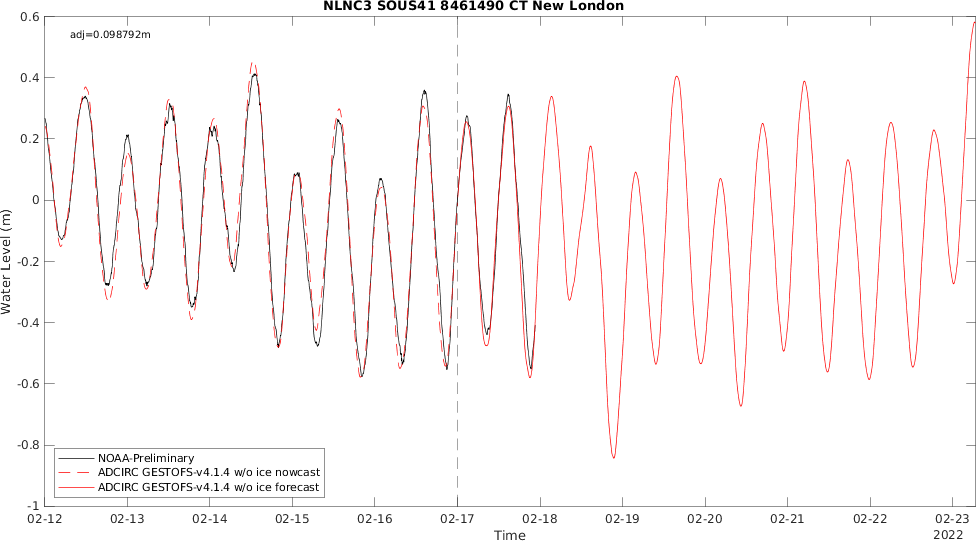 NLNC3 SOUS41 8461490 CT New London
adj=0.098792m
0.6
0.4
0.2
0
-0.2
-0.4
-0.6
-0.8
-1
Water Level (m)
NOAA-Preliminary
ADCIRC GESTOFS-v4.1.4 w/o ice nowcast
ADCIRC GESTOFS-v4.1.4 w/o ice forecast
02-12 02-13 02-14 02-15 02-16 02-17 02-18 02-19 02-20 02-21 02-22 02-23
Time
2022